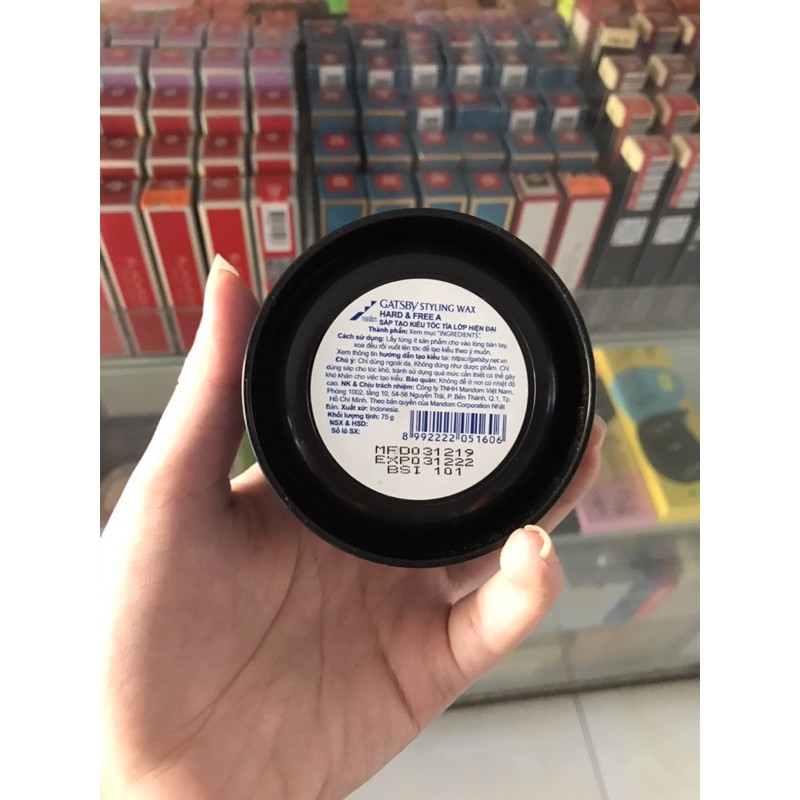 GATSBY STYLING WAX
mandom
HARD & FREE A
SÁP TẠO KIỂU TÓC TỈA LỚP HIỆN ĐẠI
Thành phần: Xem mục "INGREDIENTS".
Cách sử dụng: Lấy từng ít sản phẩm cho vào lòng bàn tay,
xoa đều rồi vuốt lên tóc để tạo kiểu theo ý muốn.
Xem thông tin hướng dẫn tạo kiểu tại: https://gatsby.net.vn
Chú ý: Chỉ dùng ngoài da. Không dùng như dược phẩm. Chỉ
dùng sáp cho tóc khô, tránh sử dụng quá mức cần thiết có thể gây
khó khăn cho việc tạo kiểu. Bảo quản: Không để ở nơi có nhiệt độ
cao. NK & Chịu trách nhiệm: Công ty TNHH Mandom Việt Nam,
Phòng 1002, tầng 10, 54-56 Nguyễn Trãi, P. Bến Thành, Q.1, Tp.
Hồ Chí Minh. Theo bản quyền của Mandom Corporation Nhật
Bản. Xuất xứ: Indonesia.
Khối lượng tịnh: 75 g
NSX & HSD:
Số lô SX:
8 992222 051606
MFD031219
EXP031222
BSI 101